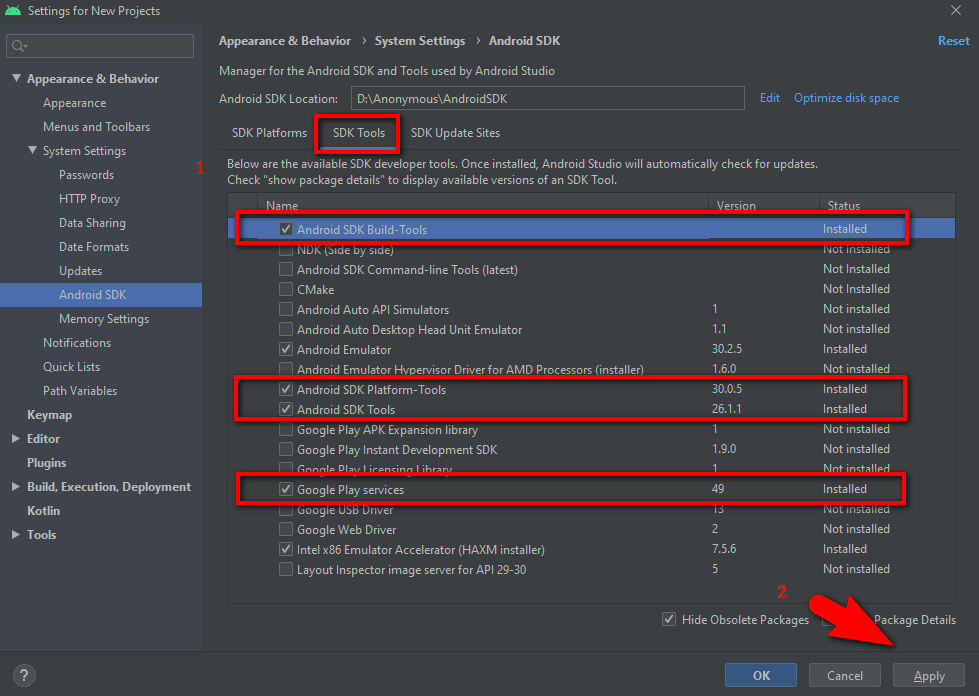 Settings for New Projects
Appearance & Behavior
Appearance
Menus and Toolbars
System Settings
Passwords
HTTP Proxy
Data Sharing
Date Formats
Updates
Android SDK
Memory Settings
Notifications
Quick Lists
Path Variables
Keymap
Editor
Plugins
Build, Execution, Deployment
Kotlin
Tools
1
Appearance & Behavior › System Settings › Android SDK Reset
Manager for the Android SDK and Tools used by Android Studio
Android SDK Location: D:\Anonymous\AndroidSDK Edit Optimize disk space
SDK Platforms SDK Tools SDK Update Sites
Below are the available SDK developer tools. Once installed, Android Studio will automatically check for updates.
Check "show package details" to display available versions of an SDK Tool.
Name Version Status
Android SDK Build-Tools Installed
NDK (Side by side) Not Installed
Android SDK Command-line Tools (latest) Not Installed
CMake Not Installed
Android Auto API Simulators 1 Not installed
Android Auto Desktop Head Unit Emulator 1.1 Not installed
Android Emulator 30.2.5 Installed
Android Emulator Hypervisor Driver for AMD Processors (installer) 1.6.0 Not installed
Android SDK Platform-Tools 30.0.5 Installed
Android SDK Tools 26.1.1 Installed
Google Play APK Expansion library 1 Not installed
Google Play Instant Development SDK 1.9.0 Not installed
Google Play Licensing Library 1 Not installed
Google Play services 49 Installed
Google USB Driver 13 Not installed
Google Web Driver 2 Not installed
Intel x86 Emulator Accelerator (HAXM installer) 7.5.6 Installed
Layout Inspector image server for API 29-30 5 Not installed
2
Hide Obsolete Packages Package Details
? OK Cancel Apply